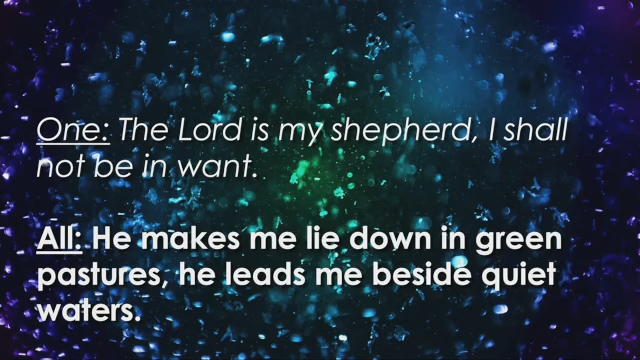 One: The Lord is my shepherd, I shall
not be in want.
All: He makes me lie down in green
pastures, he leads me beside quiet
waters.